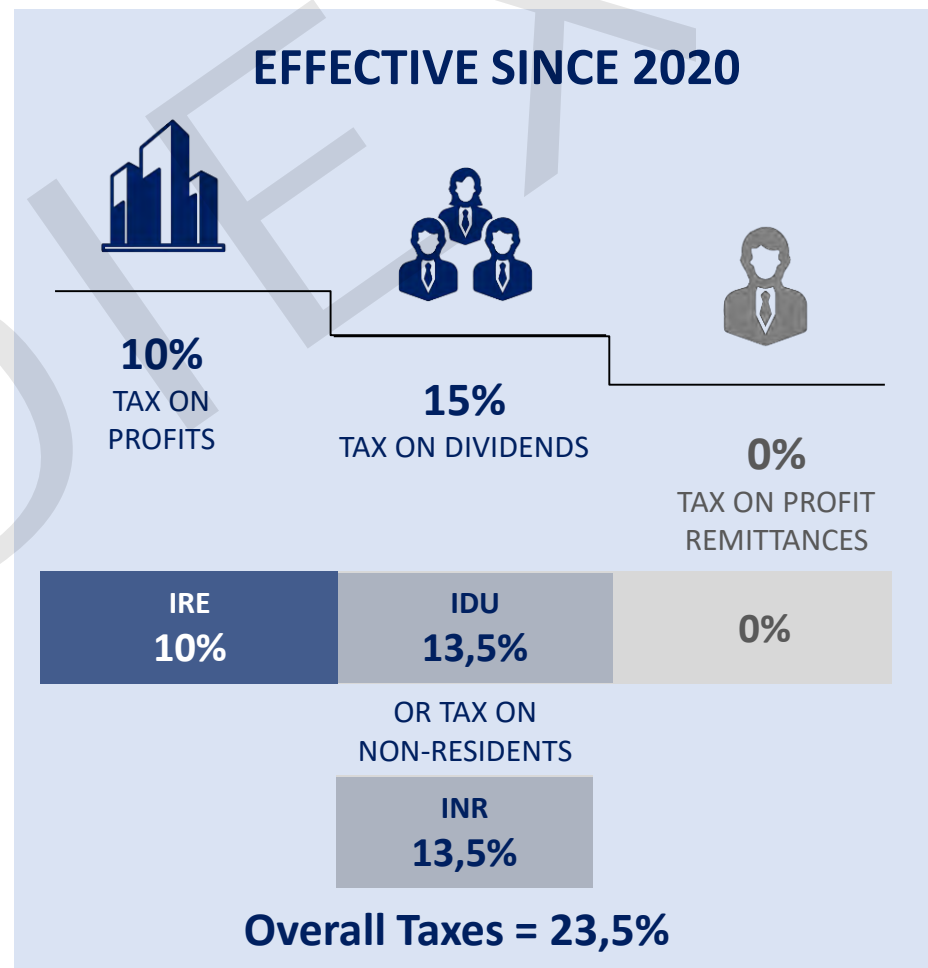 EFFECTIVE SINCE 2020
10%
TAX ON
PROFITS
15%
TAX ON DIVIDENDS
0%
TAX ON PROFIT
REMITTANCES
IRE
10%
IDU
13,5%
0%
OR TAX ON
NON-RESIDENTS
INR
13,5%
Overall Taxes = 23,5%